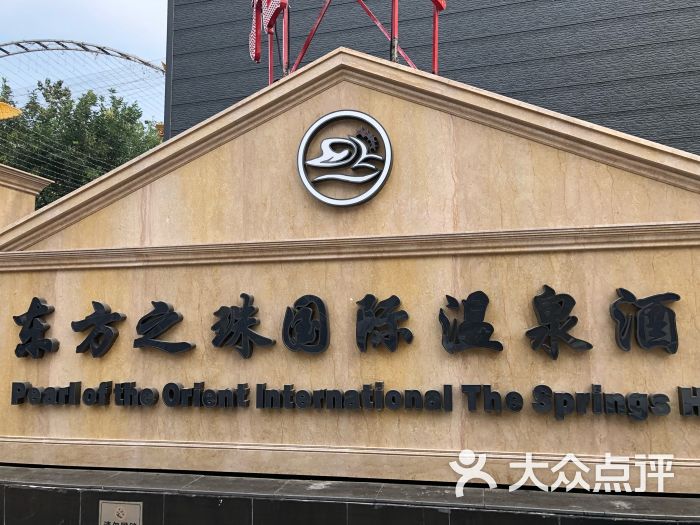 东方之珠国际温泉酒
Pearl of the Orient International The Springs H
大众点评